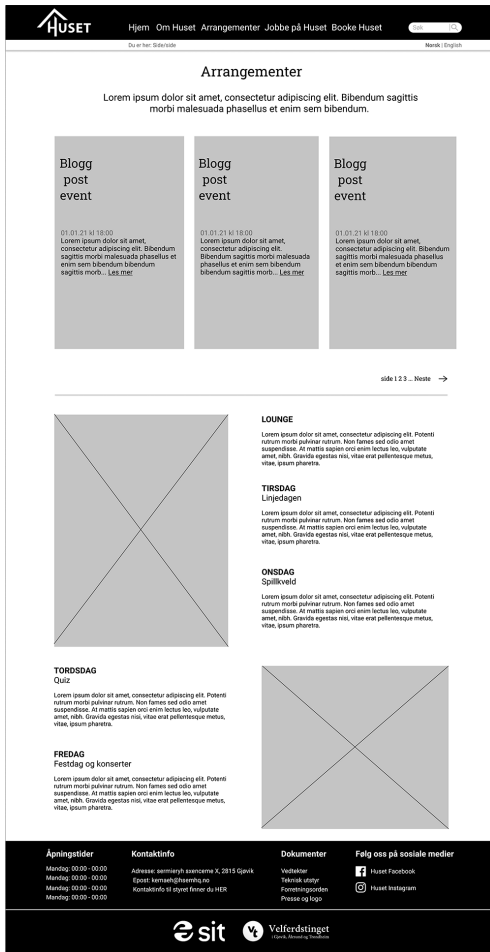 HUSET
Hjem Om Huset Arrangementer Jobbe på Huset Booke Huset
Søk
Du er her: Side/side
Norsk | English
Arrangementer
Lorem ipsum dolor sit amet, consectetur adipiscing elit. Bibendum sagittis
morbi malesuada phasellus et enim sem bibendum.
Blogg
post
event
01.01.21 kl 18:00
Lorem ipsum dolor sit amet,
consectetur adipiscing elit. Bibendum
sagittis morbi malesuada phasellus et
enim sem bibendum bibendum
sagittis morb... Les mer
Blogg
post
event
01.01.21 kl 18:00
Lorem ipsum dolor sit amet,
consectetur adipiscing elit. Bibendum
sagittis morbi malesuada
phasellus et enim sem bibendum
bibendum sagittis morb... Les mer
Blogg
post
event
01.01.21 kl 18:00
Lorem ipsum dolor sit amet,
consectetur adipiscing elit. Bibendum
sagittis morbi malesuada phasellus et
enim sem bibendum bibendum
sagittis morb... Les mer
side 1 2 3 ... Neste
LOUNGE
Lorem ipsum dolor sit amet, consectetur adipiscing elit. Potenti
rutrum morbi pulvinar rutrum. Non fames sed odio amet
suspendisse. At mattis sapien orci enim lectus leo, vulputate
amet, nibh. Gravida egestas nisi, vitae erat pellentesque metus,
vitae, ipsum pharetra.
TIRSDAG
Linjedagen
Lorem ipsum dolor sit amet, consectetur adipiscing elit. Potenti
rutrum morbi pulvinar rutrum. Non fames sed odio amet
suspendisse. At mattis sapien orci enim lectus leo, vulputate
amet, nibh. Gravida egestas nisi, vitae erat pellentesque metus,
vitae, ipsum pharetra.
ONSDAG
Spillkveld
Lorem ipsum dolor sit amet, consectetur adipiscing elit. Potenti
rutrum morbi pulvinar rutrum. Non fames sed odio amet
suspendisse. At mattis sapien orci enim lectus leo, vulputate
amet, nibh. Gravida egestas nisi, vitae erat pellentesque metus,
vitae, ipsum pharetra.
TORDSDAG
Quiz
Lorem ipsum dolor sit amet, consectetur adipiscing elit. Potenti
rutrum morbi pulvinar rutrum. Non fames sed odio amet
suspendisse. At mattis sapien orci enim lectus leo, vulputate
amet, nibh. Gravida egestas nisi, vitae erat pellentesque metus,
vitae, ipsum pharetra.
FREDAG
Festdag og konserter
Lorem ipsum dolor sit amet, consectetur adipiscing elit. Potenti
rutrum morbi pulvinar rutrum. Non fames sed odio amet
suspendisse. At mattis sapien orci enim lectus leo, vulputate
amet, nibh. Gravida egestas nisi, vitae erat pellentesque metus,
vitae, ipsum pharetra.
Åpningstider
Mandag: 00:00 - 00:00
Mandag: 00:00 - 00:00
Mandag: 00:00 - 00:00
Mandag: 00:00 - 00:00
Kontaktinfo
Adresse: sermieryh sxencerne X, 2815 Gjøvik
Epost: kemaeh@hsemhq.no
Kontaktinfo til styret finner du HER
Dokumenter
Vedtekter
Teknisk utstyr
Forretningsorden
Presse og logo
Følg oss på sosiale medier
Huset Facebook
Huset Instagram
sit
Velferdstinget
i Gjøvik, Ålesund og Trondheim